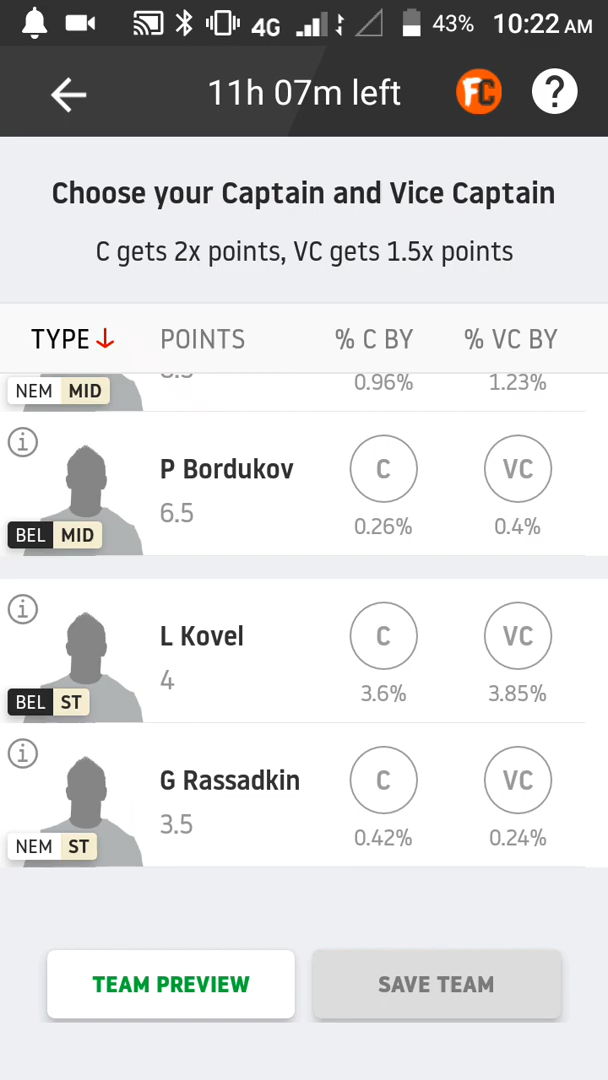 4G 43% 10:22 AM
11h 07m left FC ?
Choose your Captain and Vice Captain
C gets 2x points, VC gets 1.5x points
TYPE POINTS % C BY % VC BY
0.96% 1.23%
NEM MID
P Bordukov C VC
6.5 0.26% 0.4%
BEL MID
L Kovel C VC
4 3.6% 3.85%
BEL ST
G Rassadkin C VC
3.5 0.42% 0.24%
NEM ST
TEAM PREVIEW SAVE TEAM